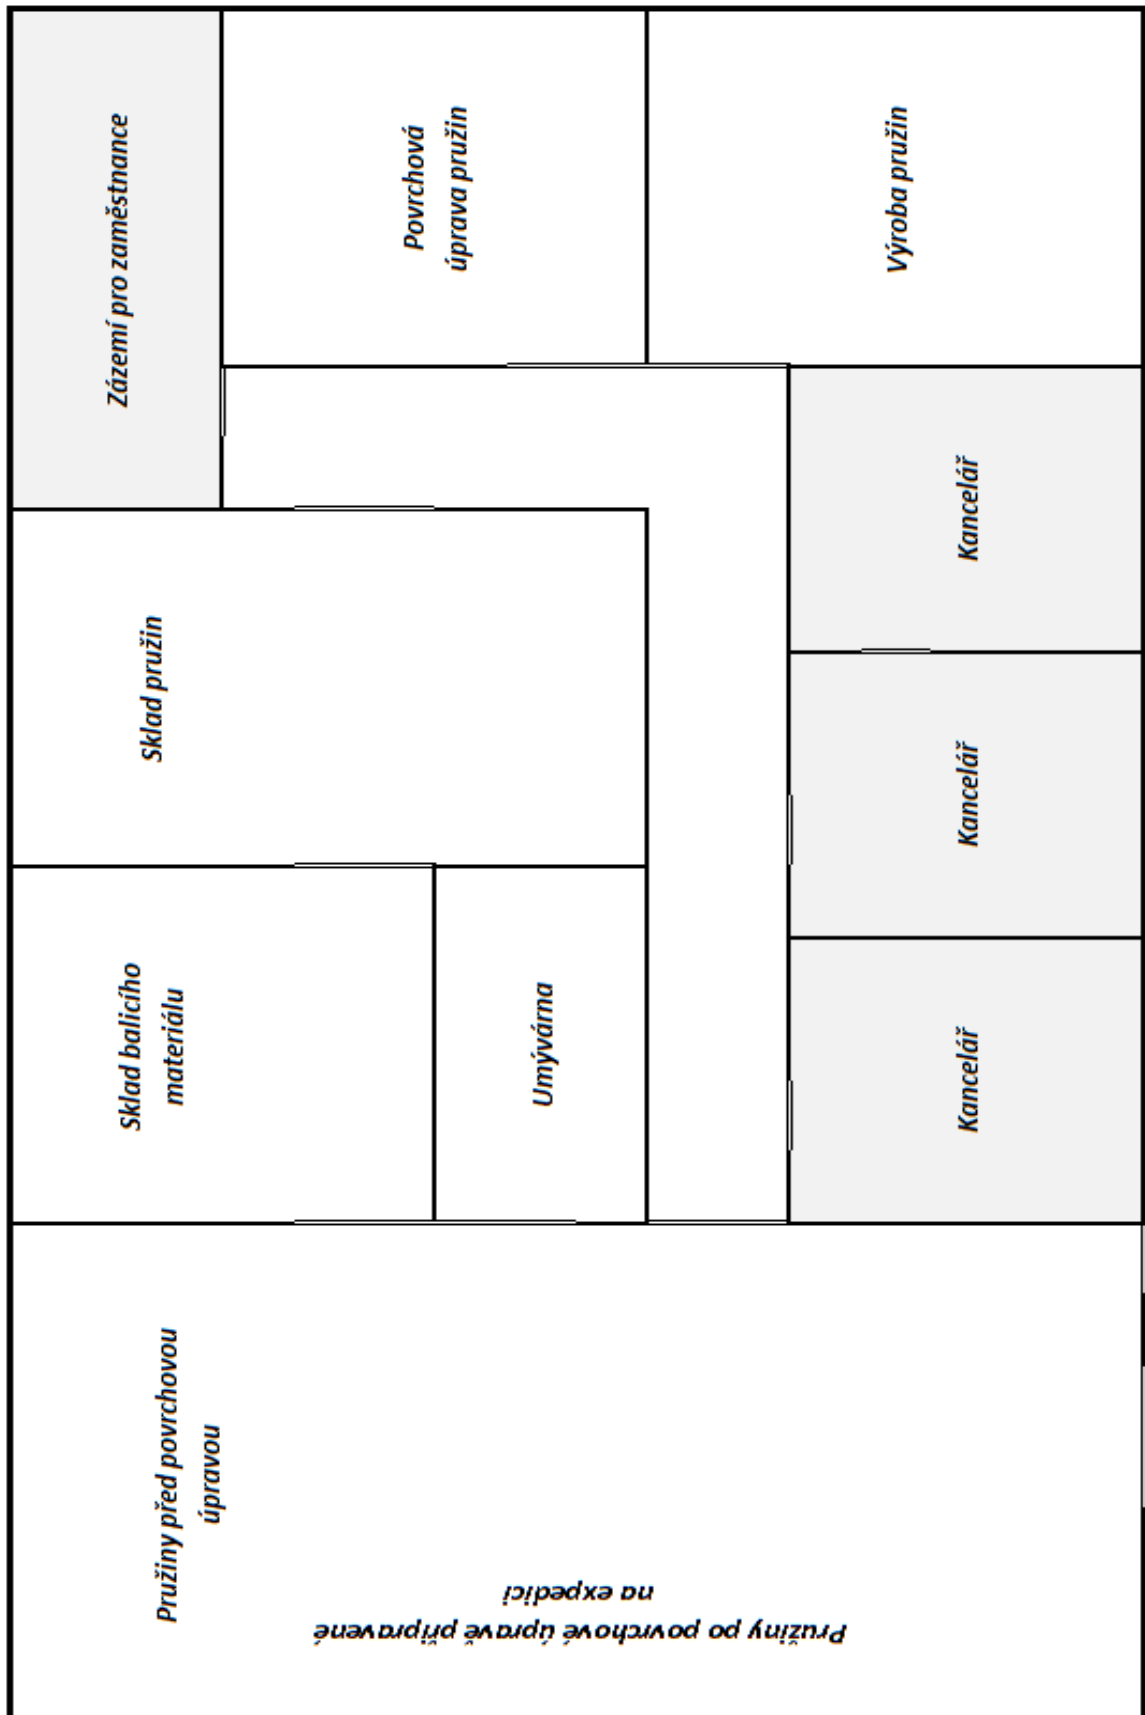 Zázemí pro zaměstnance
Povrchová
úprava pružin
Výroba pružin
Sklad pružin
Kancelář
Kancelář
Sklad balicího
materiálu
Umývárna
Kancelář
Pružiny před povrchovou
úpravou
Pružiny po povrchové úpravě připravené
na expedici